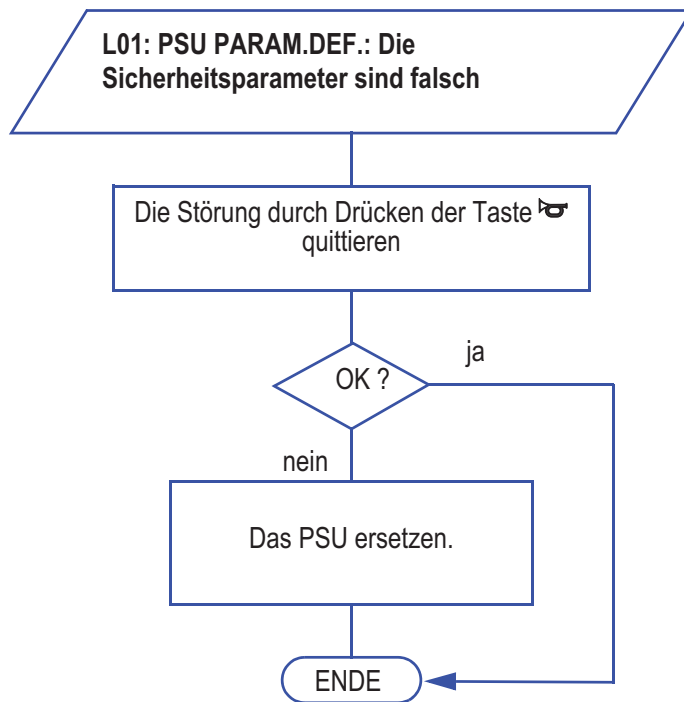 L01: PSU PARAM.DEF.: Die
Sicherheitsparameter sind falsch
Die Störung durch Drücken der Taste
quittieren
OK ?
ja
nein
Das PSU ersetzen.
ENDE